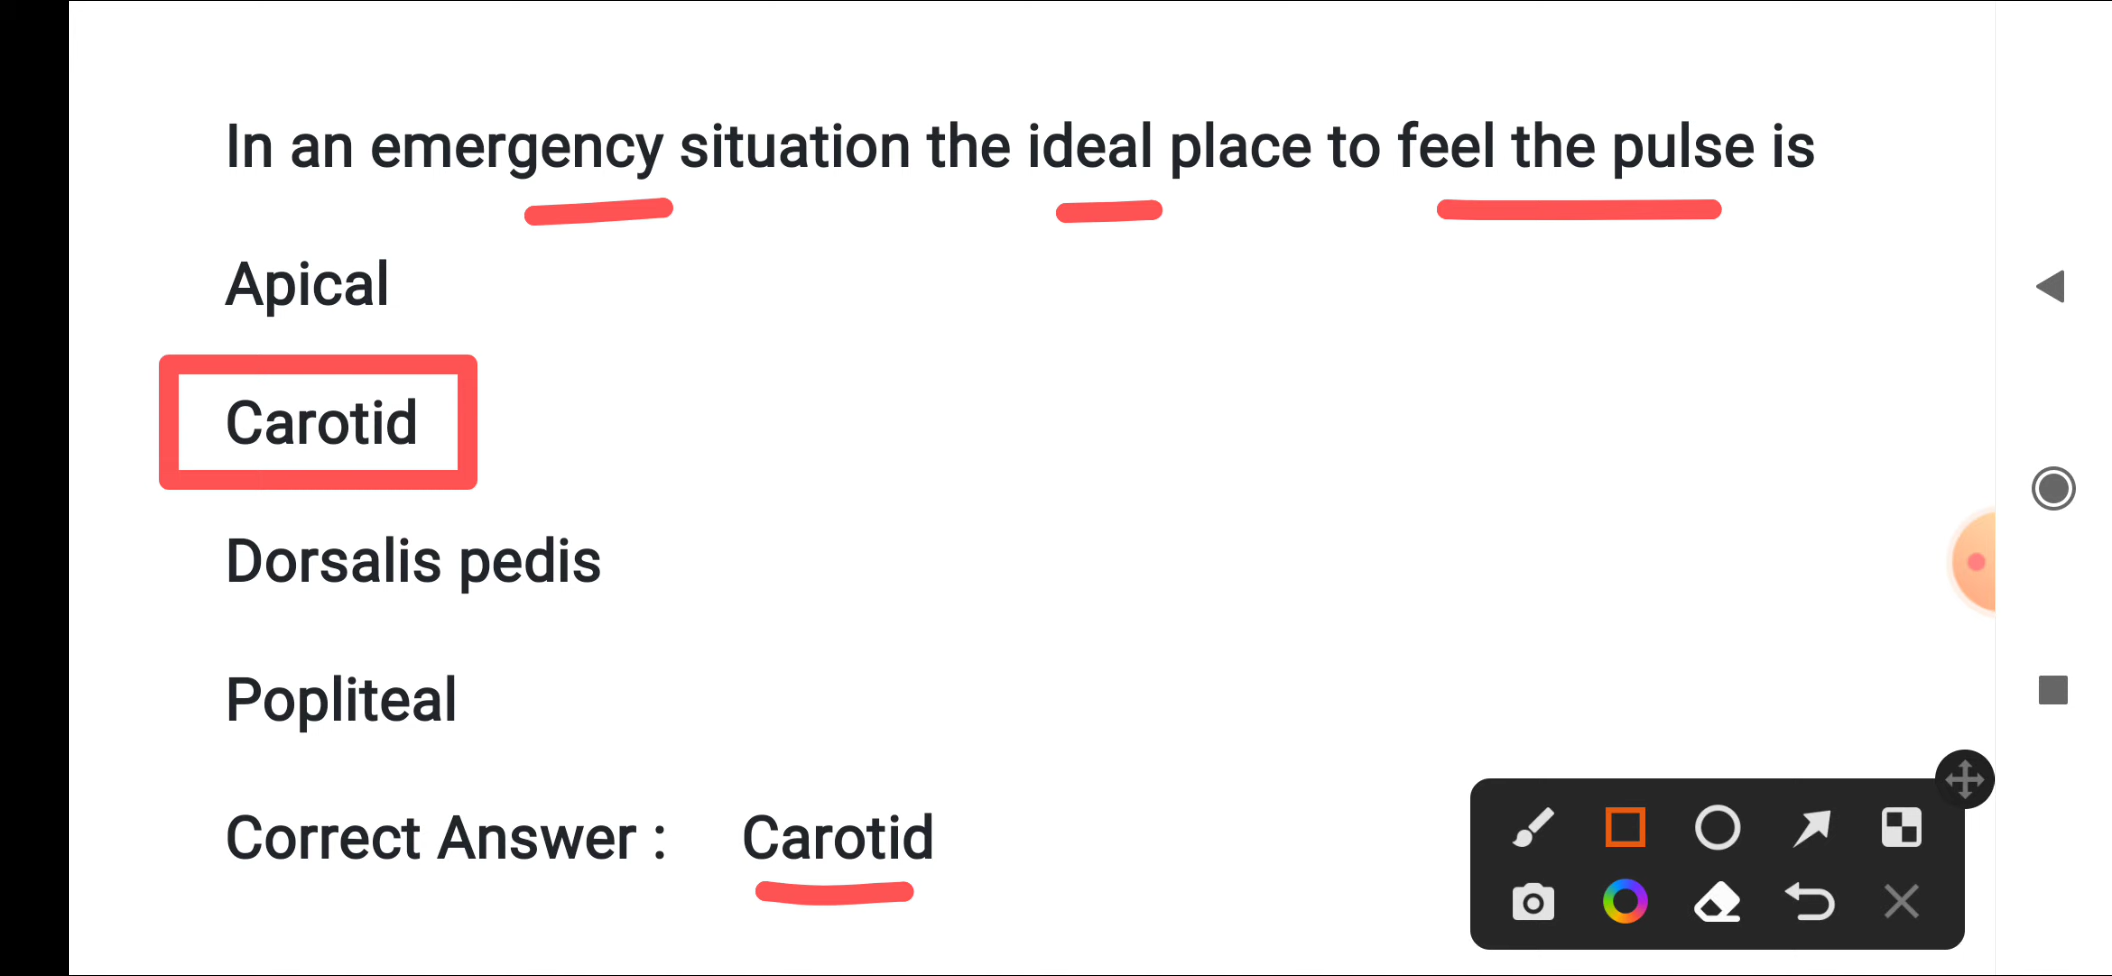 In an emergency situation the ideal place to feel the pulse is
Apical
Carotid
Dorsalis pedis
Popliteal
Correct Answer : Carotid